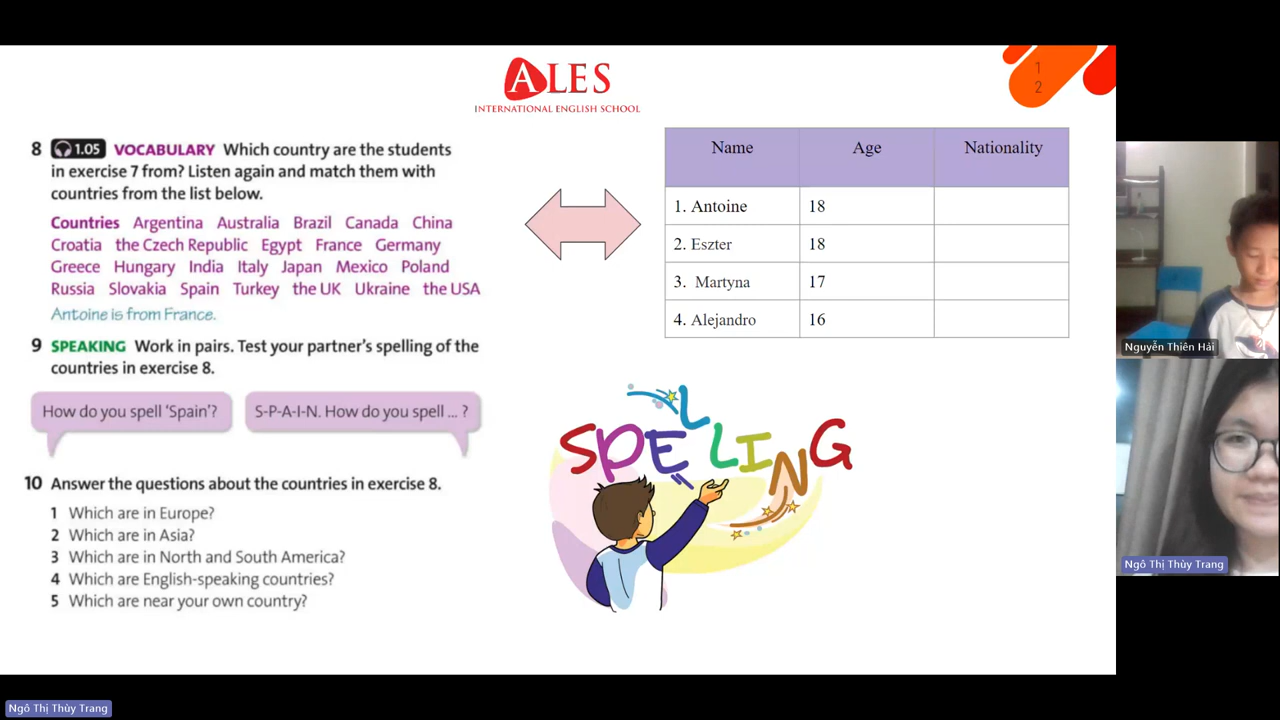 ALES
INTERNATIONAL ENGLISH SCHOOL
1
2
8 1.05 VOCABULARY Which country are the students
in exercise 7 from? Listen again and match them with
countries from the list below.
Countries Argentina Australia Brazil Canada China
Croatia the Czech Republic Egypt France Germany
Greece Hungary India Italy Japan Mexico Poland
Russia Slovakia Spain Turkey the UK Ukraine the USA
Antoine is from France.
9 SPEAKING Work in pairs. Test your partner's spelling of the
countries in exercise 8.
How do you spell ‘Spain’?
S-P-A-I-N. How do you spell ... ?
10 Answer the questions about the countries in exercise 8.
1 Which are in Europe?
2 Which are in Asia?
3 Which are in North and South America?
4 Which are English-speaking countries?
5 Which are near your own country?
Name Age Nationality
1. Antoine 18
2. Eszter 18
3. Martyna 17
4. Alejandro 16
SPELLING
Nguyễn Thiên Hải
Ngô Thị Thùy Trang
Ngô Thị Thùy Trang